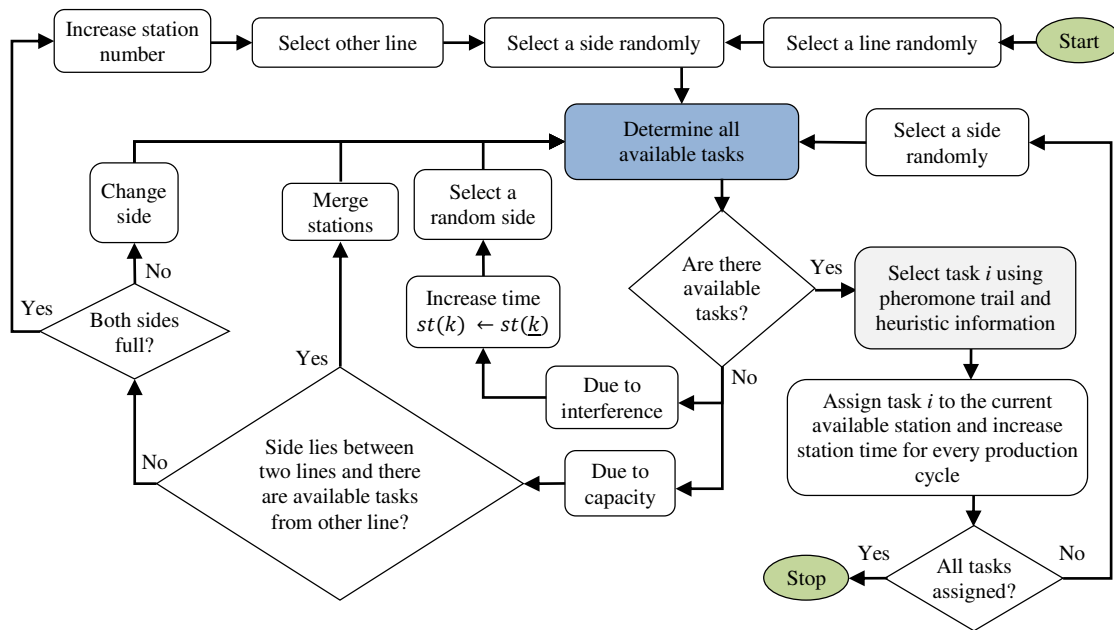 Increase station
number
Select other line
Select a side randomly
Select a line randomly
Start
Determine all
available tasks
Select a side
randomly
Change
side
Merge
stations
Select a
random side
No
Yes
Both sides
full?
Increase time
st(k) ← st(k)
Are there
available
tasks?
Yes
Select task i using
pheromone trail and
heuristic information
Yes
No
Due to
interference
Assign task i to the current
available station and increase
station time for every production
cycle
No
Side lies between
two lines and there
are available tasks
from other line?
Due to
capacity
Yes
No
Stop
All tasks
assigned?